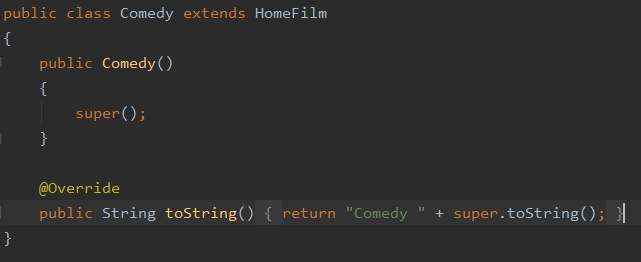 public class Comedy extends HomeFilm
{
    public Comedy()
    {
        super();
    }
    @Override
    public String toString() { return "Comedy " + super.toString(); }
}